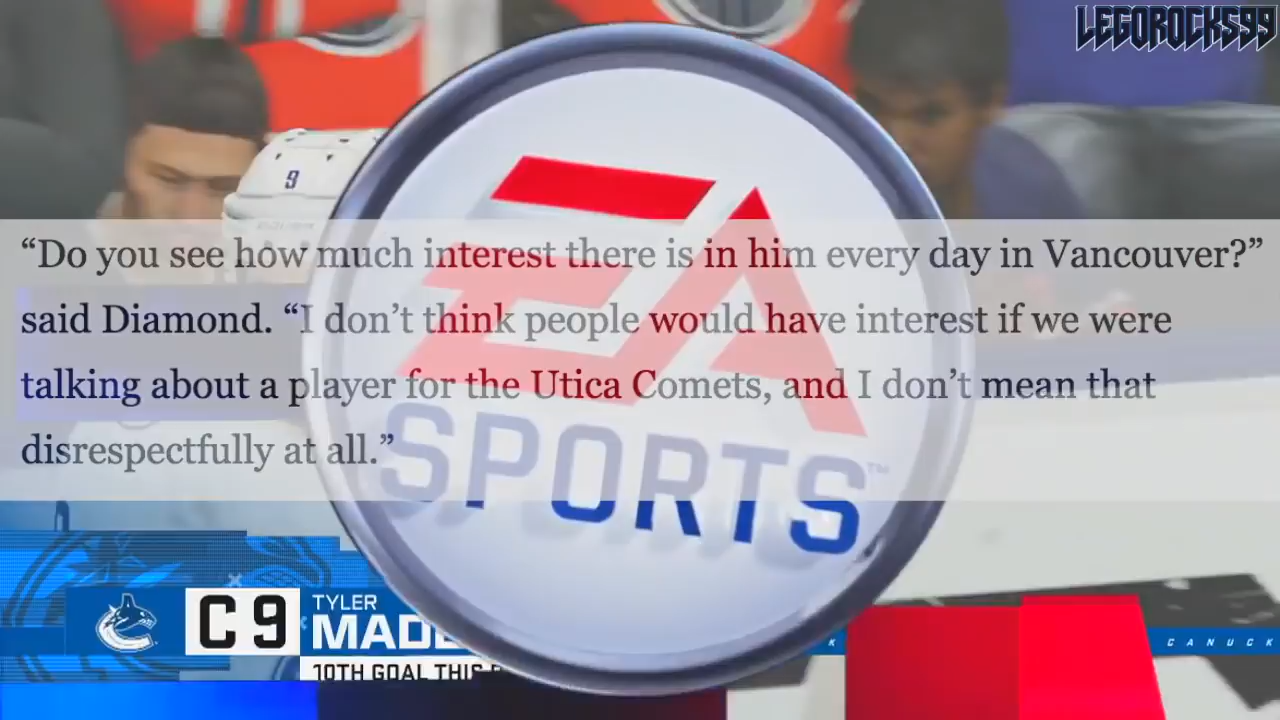 LEGOROCKS99
9
“Do you see how much interest there is in him every day in Vancouver?”
said Diamond. “I don’t think people would have interest if we were
talking about a player for the Utica Comets, and I don’t mean that
disrespectfully at all.”
EA
SPORTS™
C 9
TYLER
MADE
10TH GOAL THIS
CANUCK